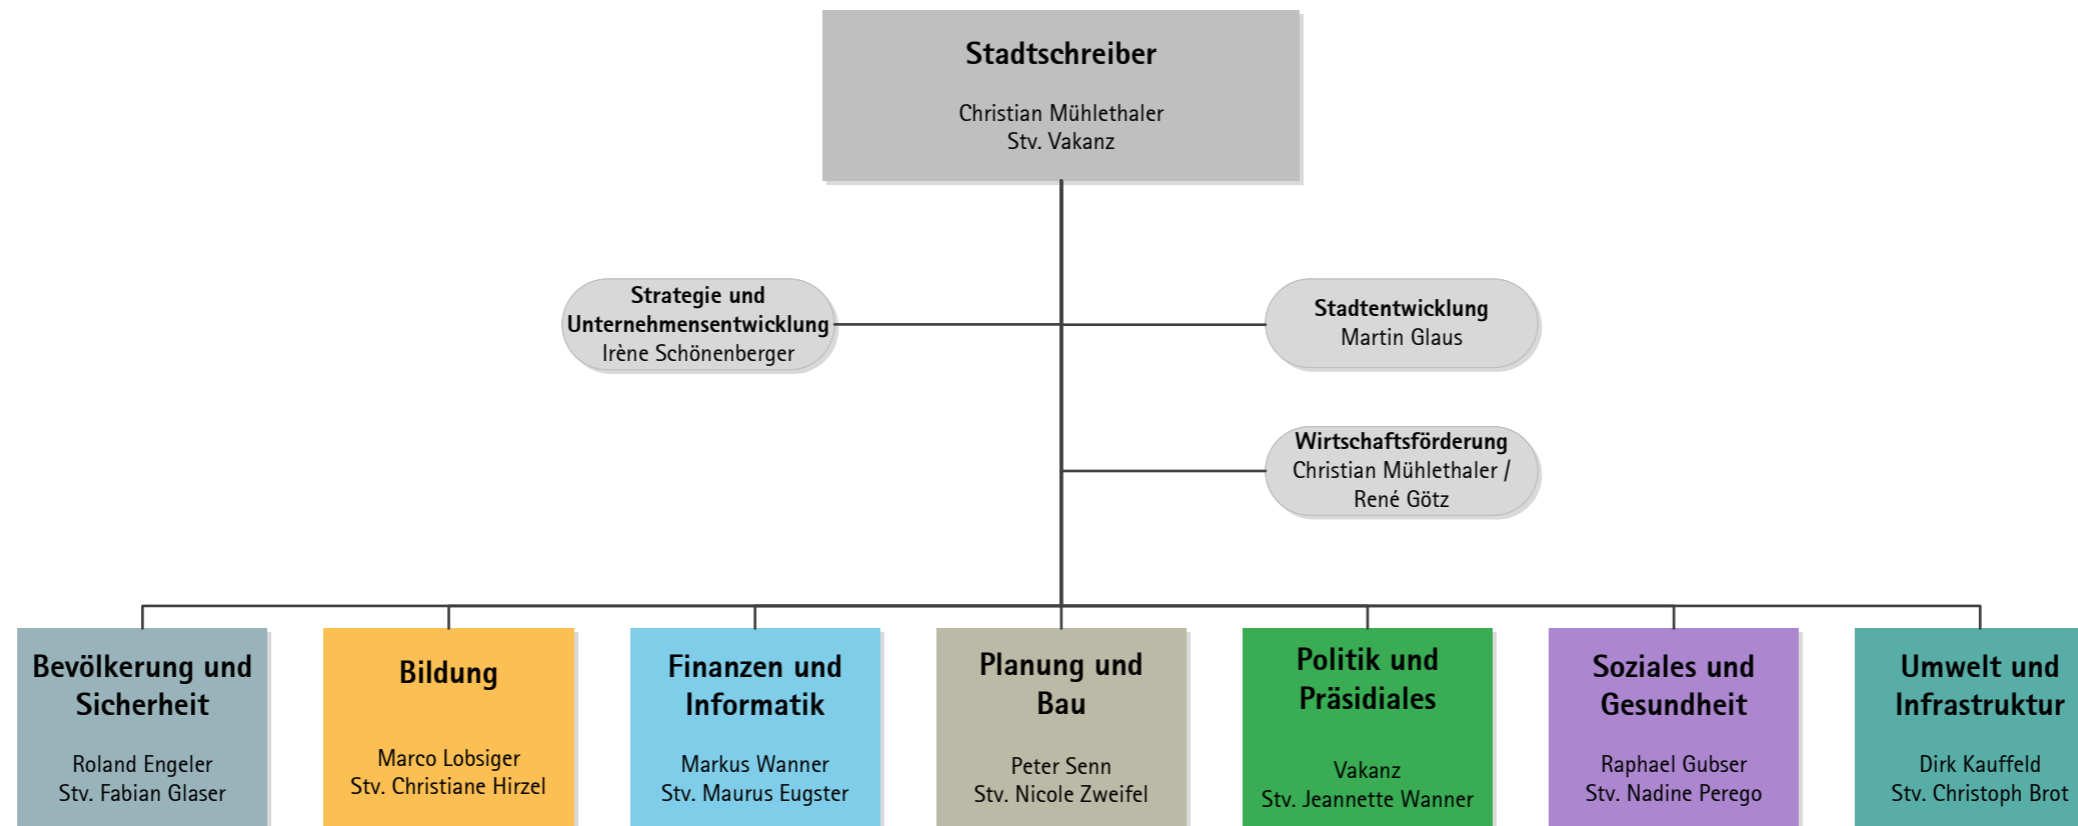 Stadtschreiber
Christian Mühlethaler
Stv. Vakanz
Strategie und
Unternehmensentwicklung
Irène Schönenberger
Stadtentwicklung
Martin Glaus
Wirtschaftsförderung
Christian Mühlethaler /
René Götz
Bevölkerung und
Sicherheit
Roland Engeler
Stv. Fabian Glaser
Bildung
Marco Lobsiger
Stv. Christiane Hirzel
Finanzen und
Informatik
Markus Wanner
Stv. Maurus Eugster
Planung und
Bau
Peter Senn
Stv. Nicole Zweifel
Politik und
Präsidiales
Vakanz
Stv. Jeannette Wanner
Soziales und
Gesundheit
Raphael Gubser
Stv. Nadine Perego
Umwelt und
Infrastruktur
Dirk Kauffeld
Stv. Christoph Brot